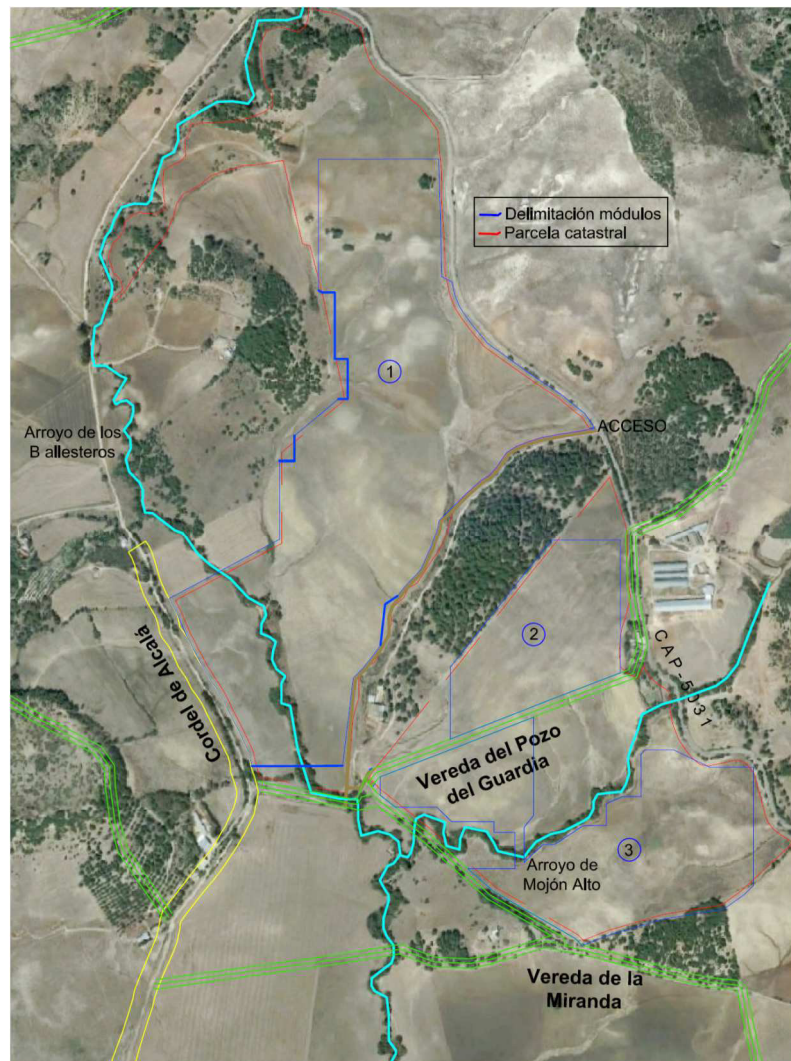 Delimitación módulos
Parcela catastral
1
ACCESO
Arroyo de los
B allesteros
2
Cordel de Alcalá
CAP-5031
Vereda del Pozo
del Guardia
3
Arroyo de
Mojón Alto
Vereda de la
Miranda